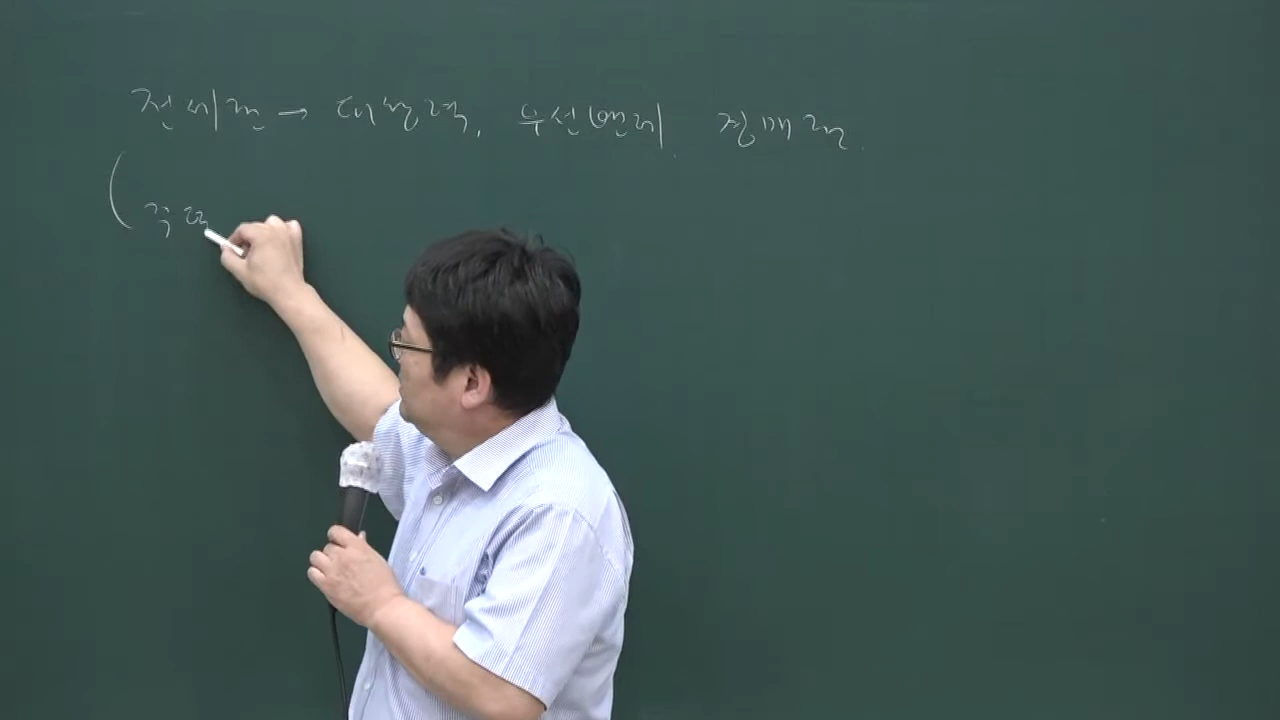 전세권 → 대항력, 우선변제. 경매권.
(